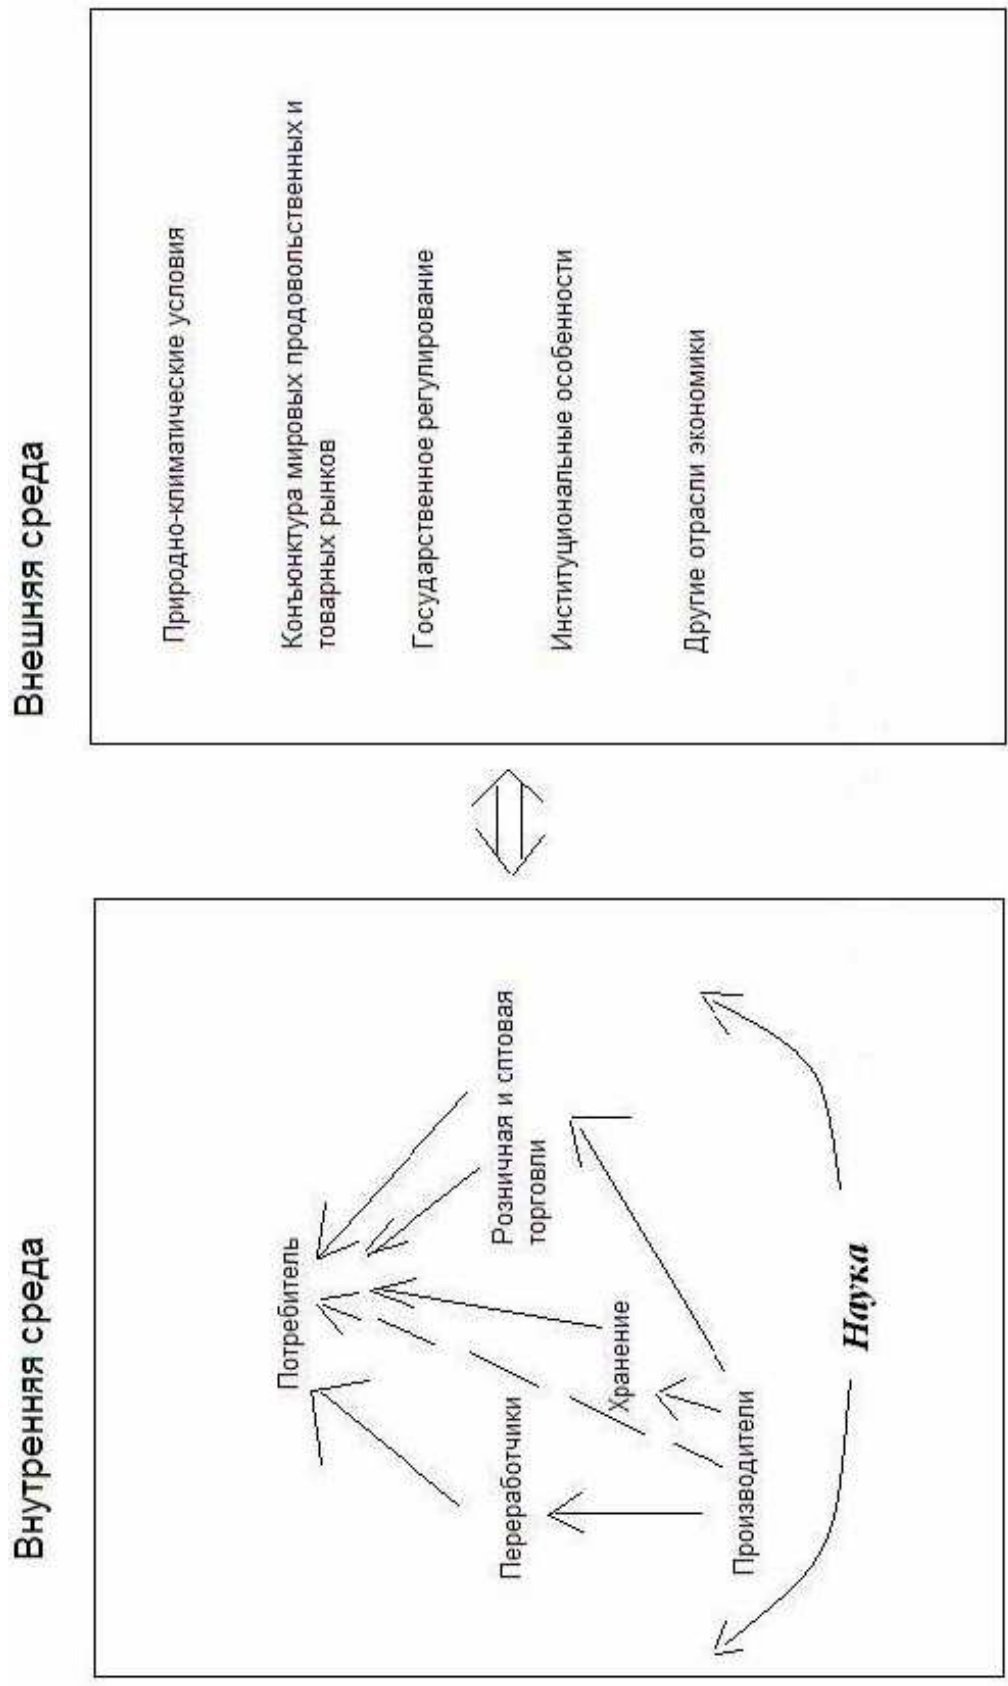 Внутренняя среда
Потребитель
Переработчики
Розничная и сптовая
торговли
Хранение
Производители
Наука
Внешняя среда
Природно-климатические условия
Конъюнктура мировых продовольственных и
товарных рынков
Государственное регулирование
Институциональные особенности
Другие отрасли экономики